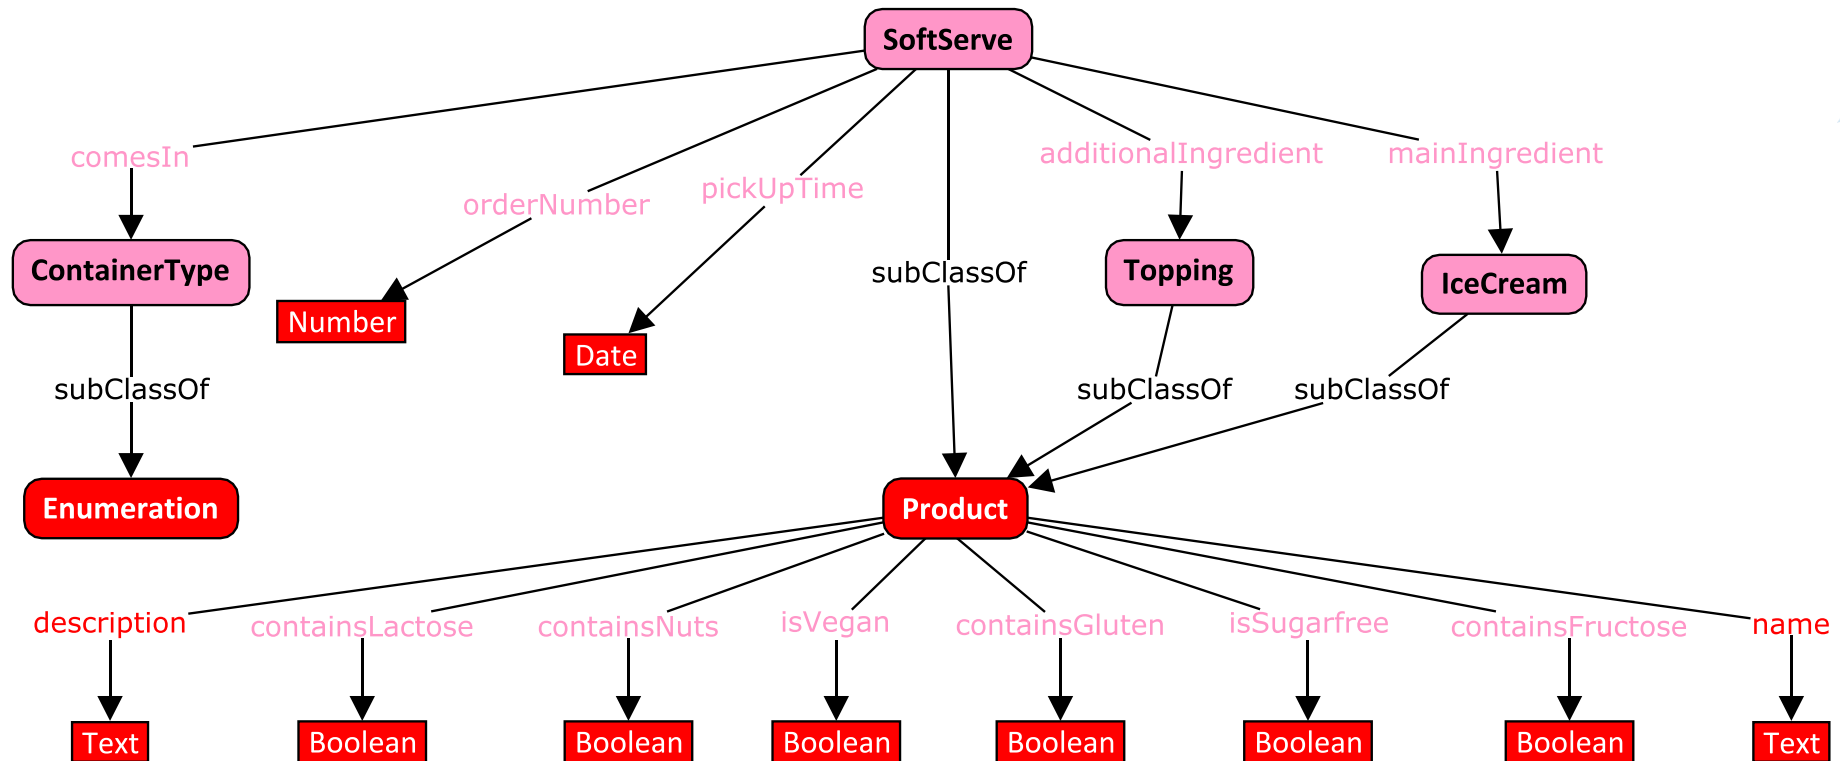 SoftServe
comesIn
additionalIngredient
mainIngredient
orderNumber
pickUpTime
ContainerType
subClassOf
Topping
IceCream
Number
Date
subClassOf
subClassOf
subClassOf
Enumeration
Product
description
containsLactose
containsNuts
isVegan
containsGluten
isSugarfree
containsFructose
name
Text
Boolean
Boolean
Boolean
Boolean
Boolean
Boolean
Text